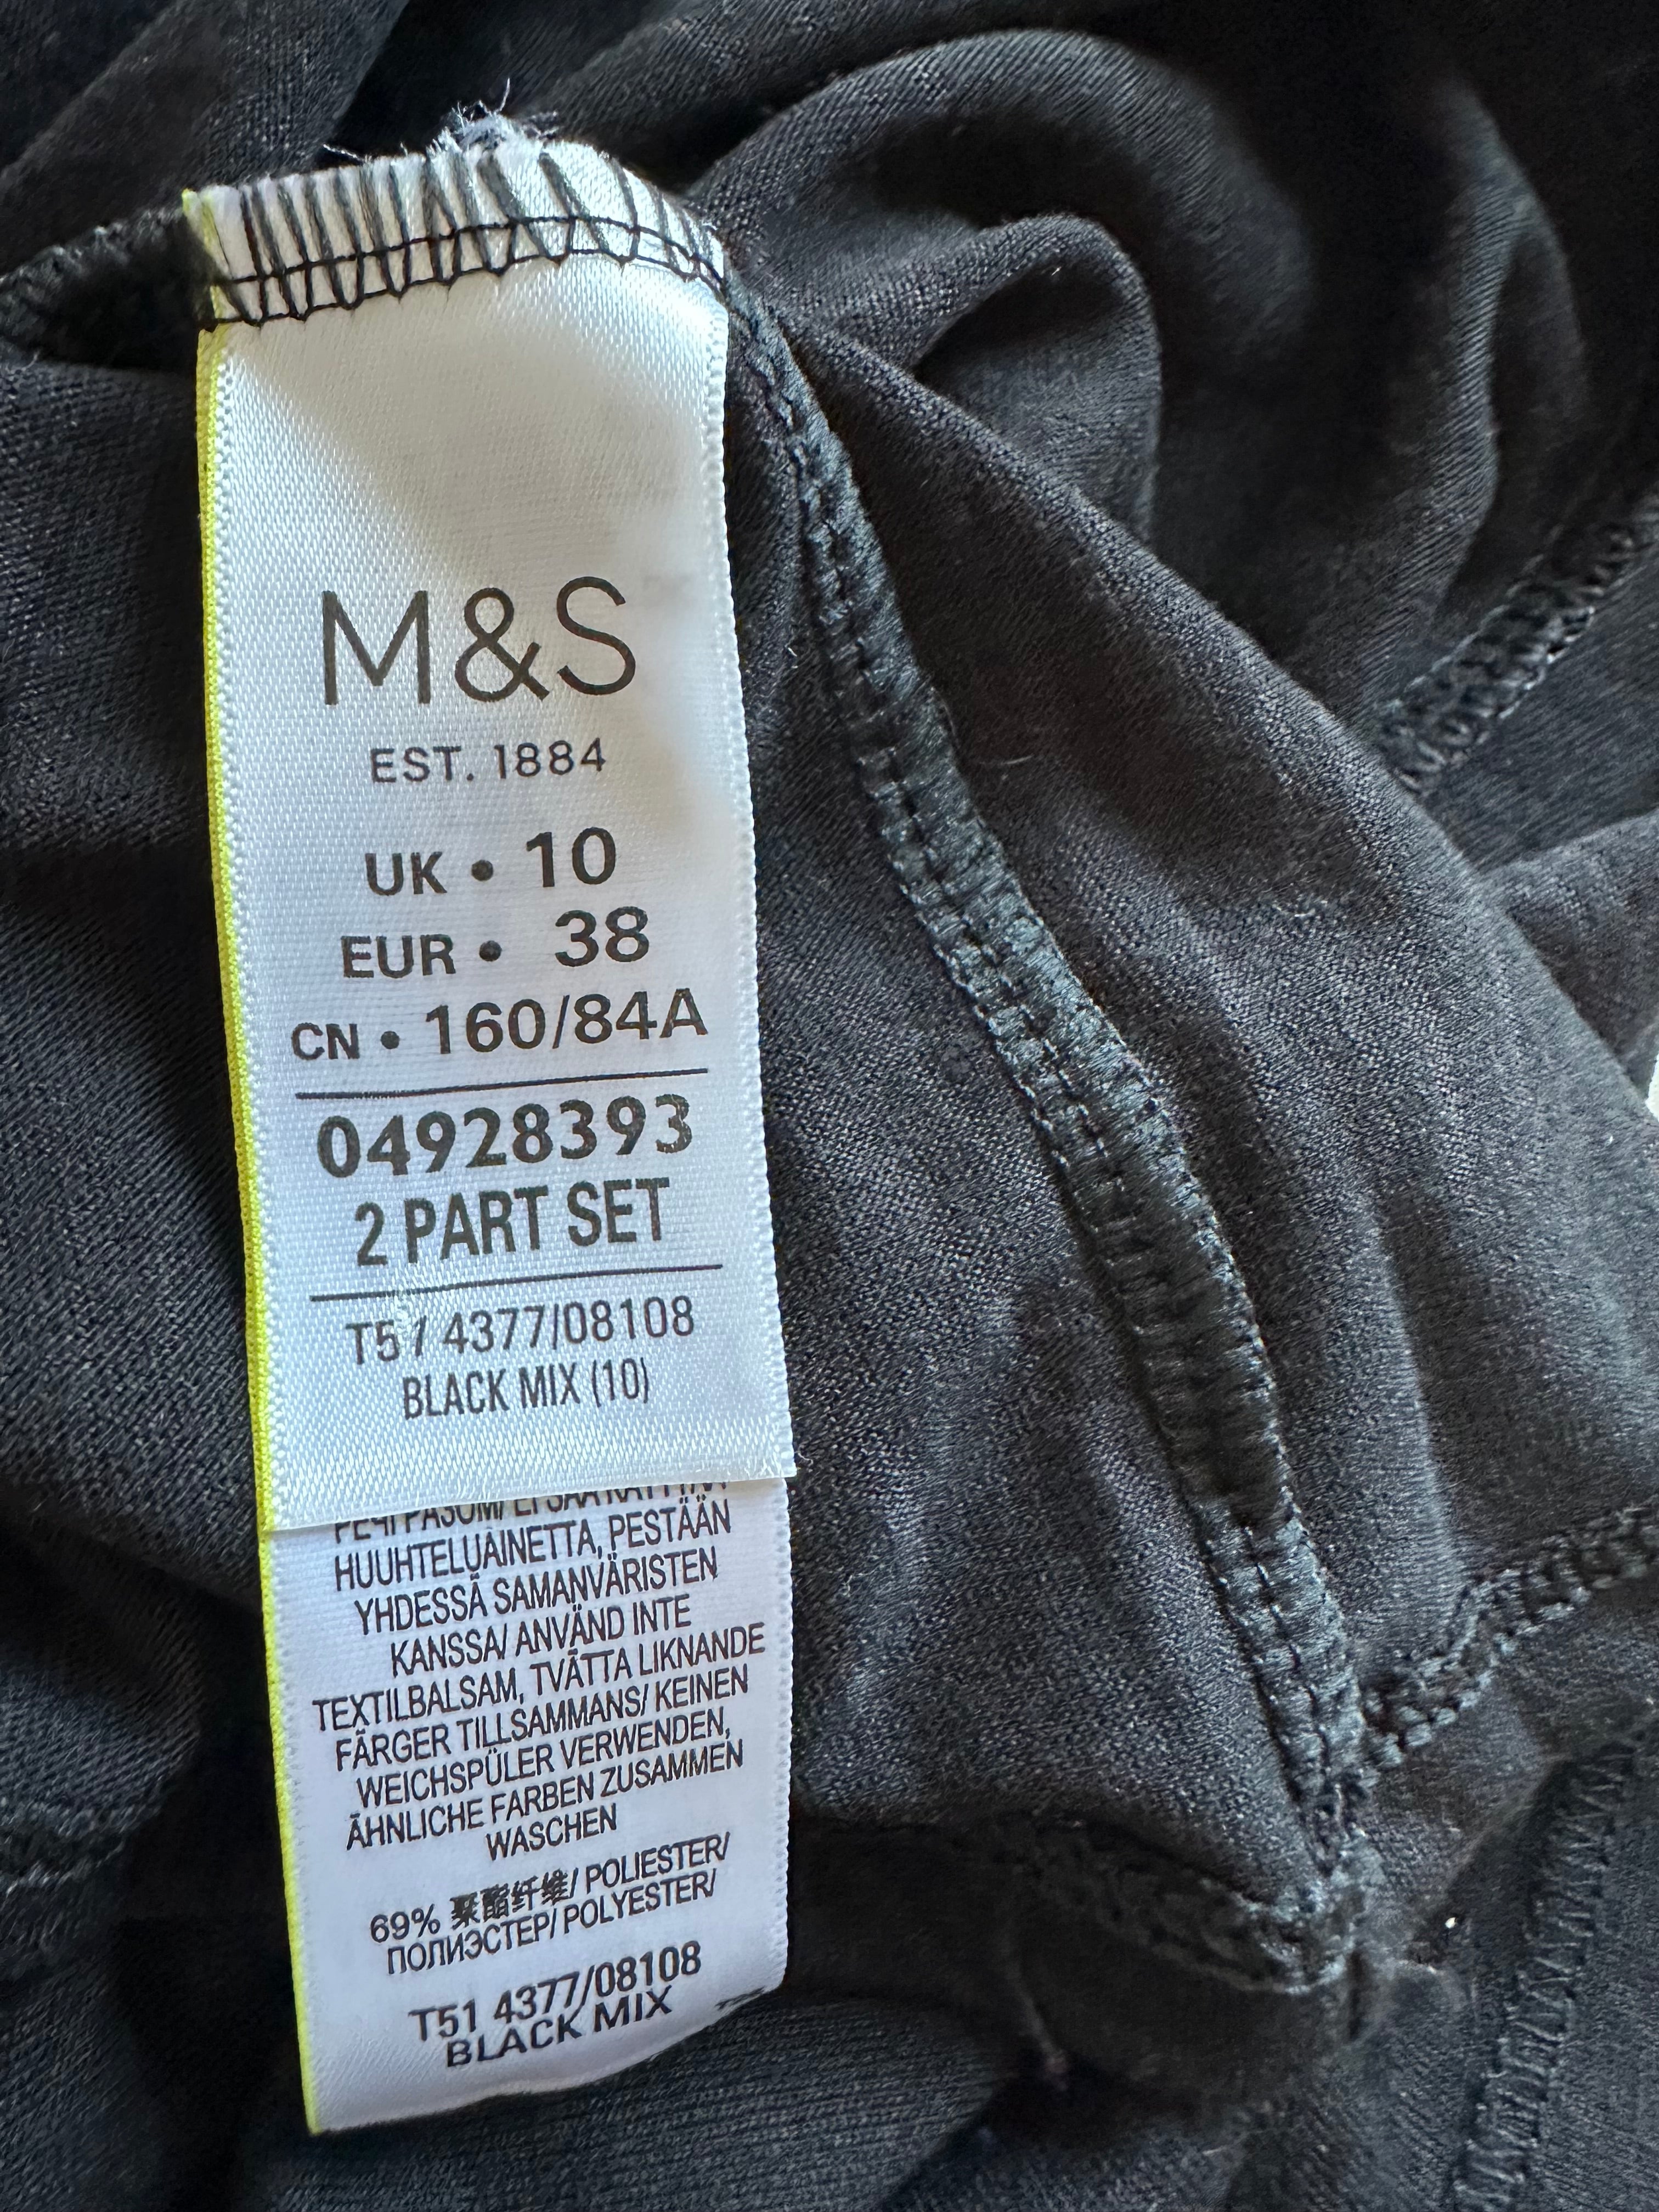 M&S
EST. 1884
UK • 10
EUR • 38
CN • 160/84A
04928393
2 PART SET
T5 / 4377/08108
BLACK MIX (10)
HUUHTELUAINETTA, PESTÄÄN
YHDESSÄ SAMANVÄRISTEN
KANSSA/ ANVÄND INTE
TEXTILBALSAM, TVÄTTA LIKNANDE
FÄRGER TILLSAMMANS/ KEINEN
WEICHSPÜLER VERWENDEN,
ÄHNLICHE FARBEN ZUSAMMEN
WASCHEN
69% 聚酯纤维/ POLIESTER/
ПОЛИЭСТЕР/ POLYESTER/
T51 4377/08108
BLACK MIX